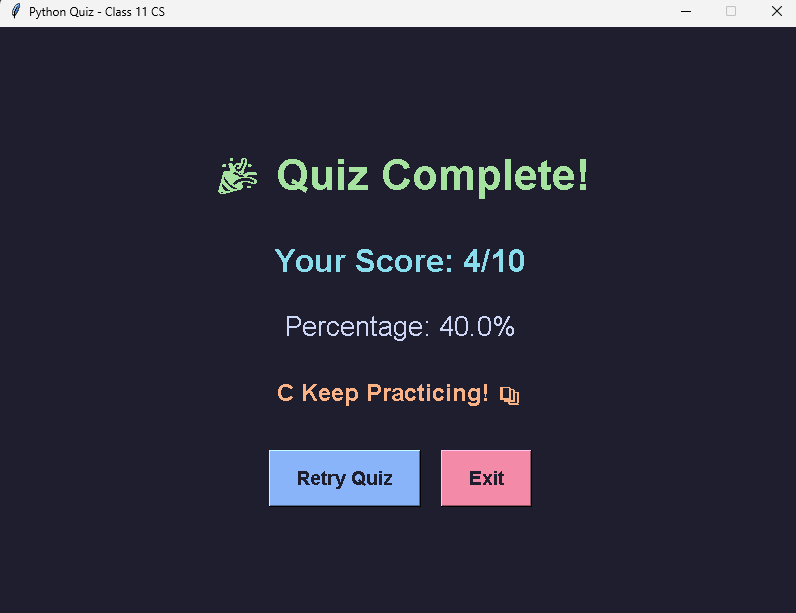 Python Quiz - Class 11 CS
🎉 Quiz Complete!
Your Score: 4/10
Percentage: 40.0%
C Keep Practicing!
Retry Quiz
Exit